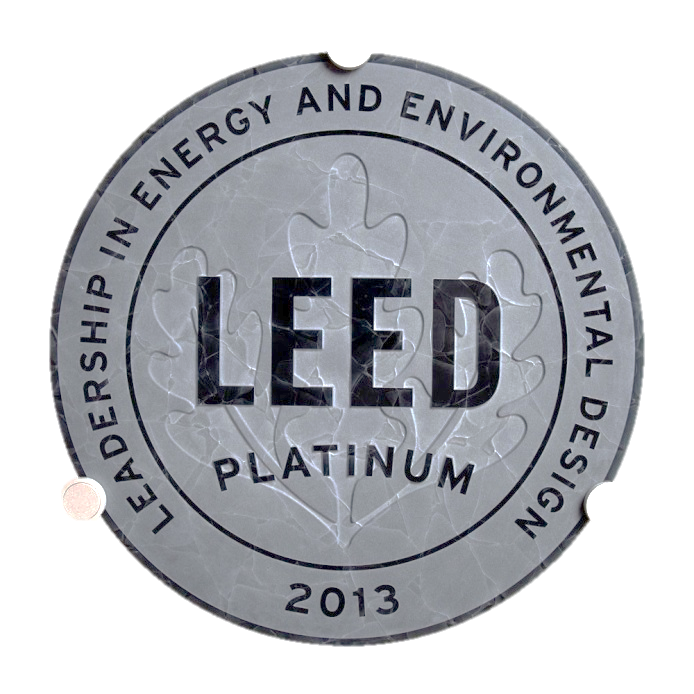 LEADERSHIP IN ENERGY AND ENVIRONMENTAL DESIGN
LEED
PLATINUM
2013